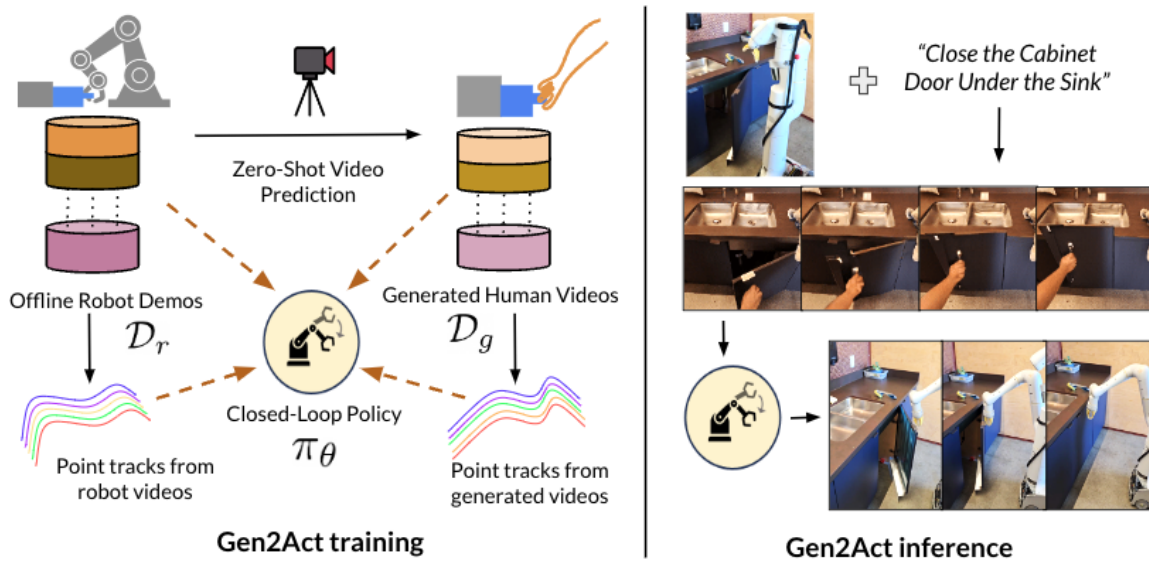 Zero-Shot Video
Prediction
Offline Robot Demos
𝒟r
Generated Human Videos
𝒟g
Closed-Loop Policy
πθ
Point tracks from
robot videos
Point tracks from
generated videos
Gen2Act training
“Close the Cabinet
Door Under the Sink”
Gen2Act inference